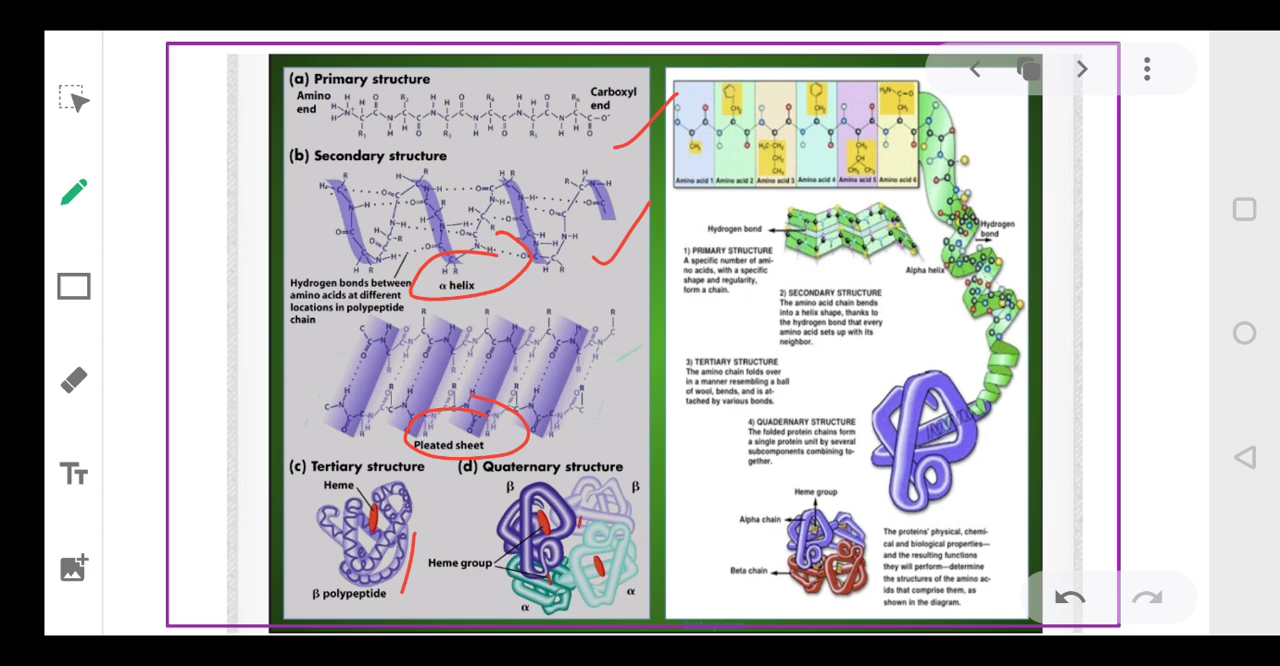 (a) Primary structure
Amino
end
Carboxyl
end
(b) Secondary structure
Hydrogen bonds between
amino acids at different
locations in polypeptide
chain
α helix
Pleated sheet
(c) Tertiary structure
Heme
β polypeptide
(d) Quaternary structure
β
β
Heme group
α
α
Amino acid 1
Amino acid 2
Amino acid 3
Amino acid 4
Amino acid 5
Amino acid 6
Hydrogen
bond
Hydrogen bond
Alpha helix
1) PRIMARY STRUCTURE
A specific number of ami-
no acids, with a specific
shape and regularity,
form a chain.
2) SECONDARY STRUCTURE
The amino acid chain bends
into a helix shape, thanks to
the hydrogen bond that every
amino acid sets up with its
neighbor.
3) TERTIARY STRUCTURE
The amino chain folds over
in a manner resembling a ball
of wool, bends, and is at-
tached by various bonds.
4) QUADERNARY STRUCTURE
The folded protein chains form
a single protein unit by several
subcomponents combining to-
gether.
Heme group
Alpha chain
Beta chain
The proteins' physical, chemi-
cal and biological properties—
and the resulting functions
they will perform—determine
the structures of the amino ac-
ids that comprise them, as
shown in the diagram.
TT